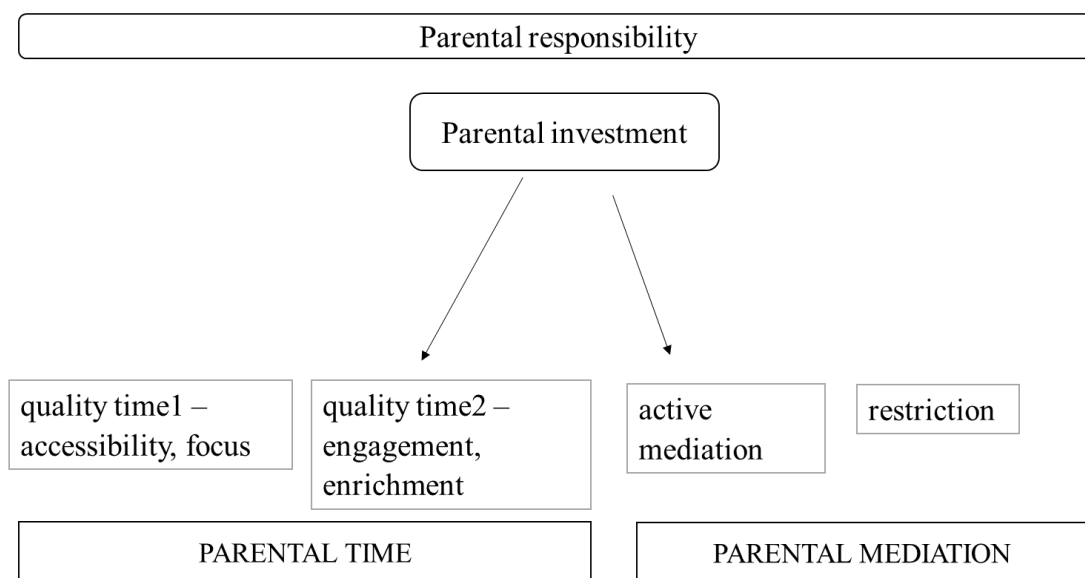 Parental responsibility
Parental investment
quality time1 –
accessibility, focus
quality time2 –
engagement,
enrichment
active
mediation
restriction
PARENTAL TIME
PARENTAL MEDIATION